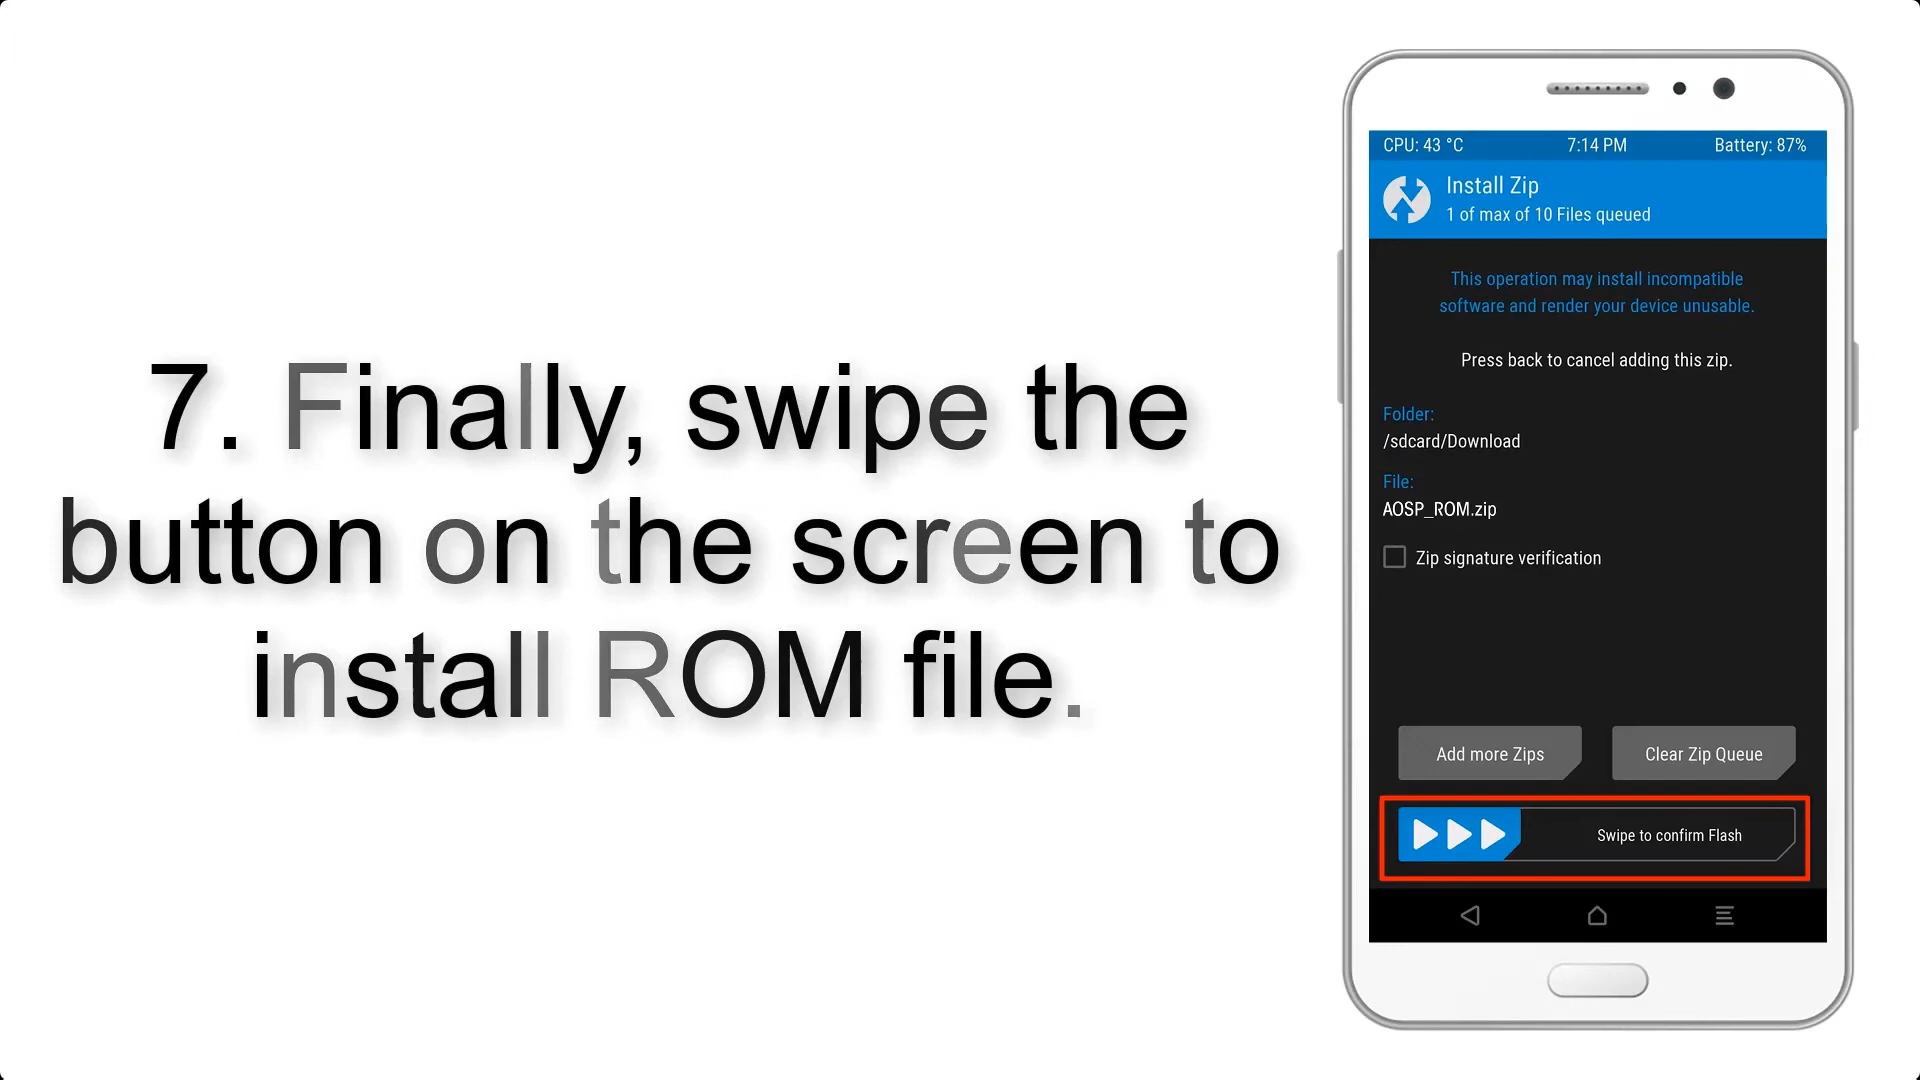 7. Finally, swipe the
button on the screen to
install ROM file.
CPU: 43 °C 7:14 PM Battery: 87%
Install Zip
1 of max of 10 Files queued
This operation may install incompatible
software and render your device unusable.
Press back to cancel adding this zip.
Folder:
/sdcard/Download
File:
AOSP_ROM.zip
Zip signature verification
Add more Zips Clear Zip Queue
Swipe to confirm Flash